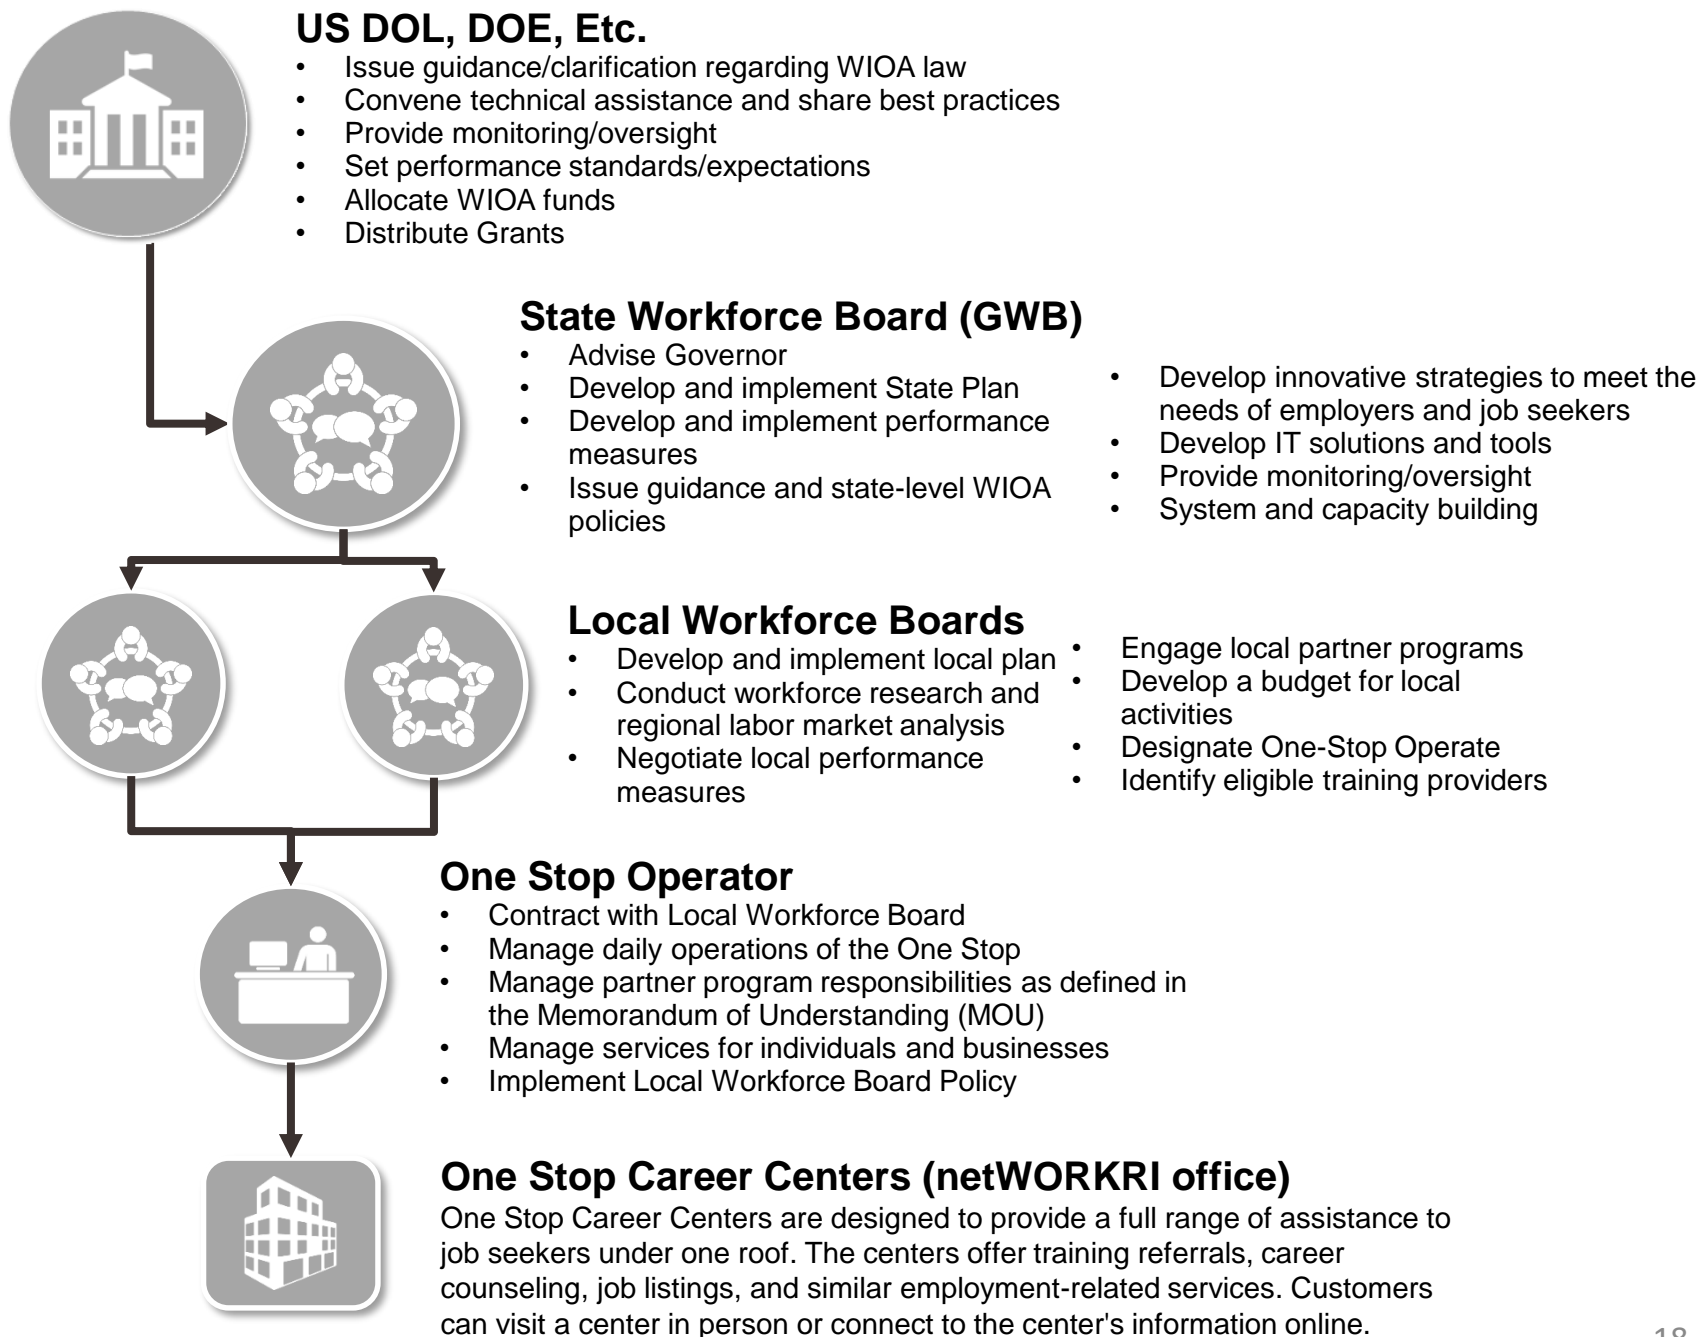 US DOL, DOE, Etc.
• Issue guidance/clarification regarding WIOA law
• Convene technical assistance and share best practices
• Provide monitoring/oversight
• Set performance standards/expectations
• Allocate WIOA funds
• Distribute Grants
State Workforce Board (GWB)
• Advise Governor
• Develop and implement State Plan
• Develop and implement performance
measures
• Issue guidance and state-level WIOA
policies
• Develop innovative strategies to meet the
needs of employers and job seekers
• Develop IT solutions and tools
• Provide monitoring/oversight
• System and capacity building
Local Workforce Boards
• Develop and implement local plan
• Conduct workforce research and
regional labor market analysis
• Negotiate local performance
measures
• Engage local partner programs
• Develop a budget for local
activities
• Designate One-Stop Operate
• Identify eligible training providers
One Stop Operator
• Contract with Local Workforce Board
• Manage daily operations of the One Stop
• Manage partner program responsibilities as defined in
the Memorandum of Understanding (MOU)
• Manage services for individuals and businesses
• Implement Local Workforce Board Policy
One Stop Career Centers (netWORKRI office)
One Stop Career Centers are designed to provide a full range of assistance to
job seekers under one roof. The centers offer training referrals, career
counseling, job listings, and similar employment-related services. Customers
can visit a center in person or connect to the center's information online.
18